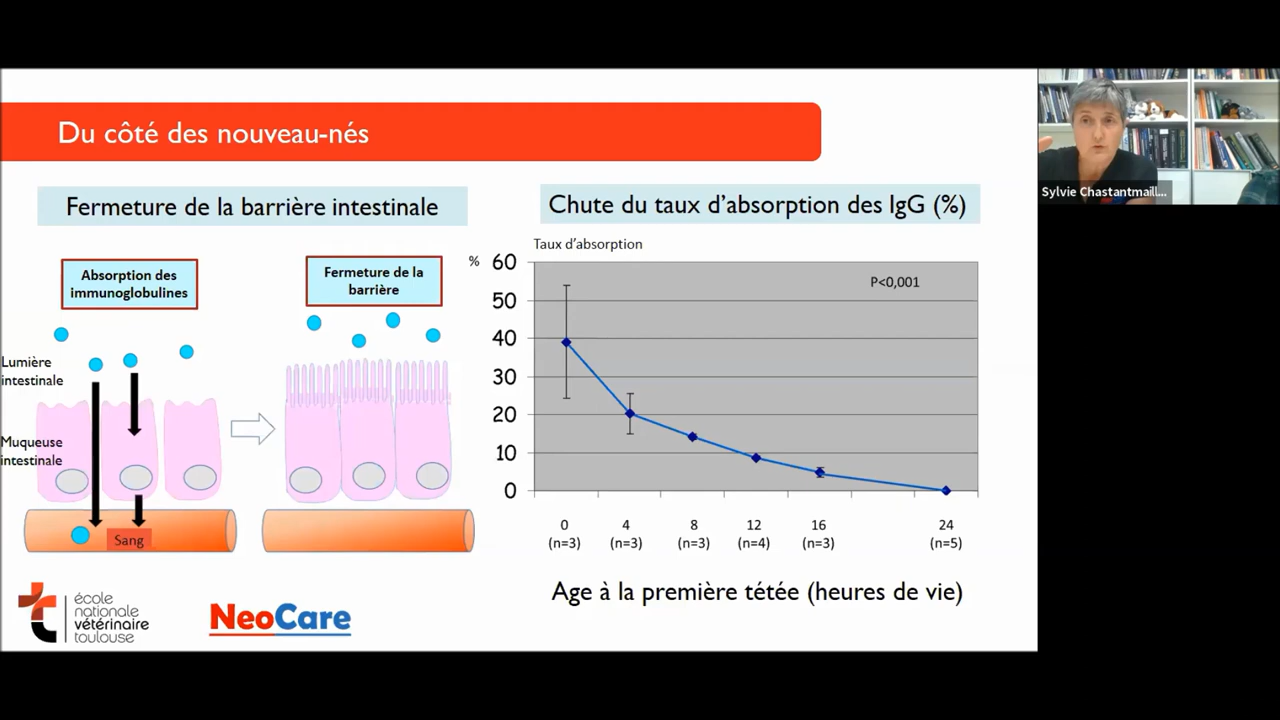 Du côté des nouveau-nés
Fermeture de la barrière intestinale
Absorption des
immunoglobulines
Fermeture de la
barrière
Lumière
intestinale
Muqueuse
intestinale
Sang
Chute du taux d'absorption des IgG (%)
Taux d'absorption
%
60
50
40
30
20
10
0
P<0,001
0 4 8 12 16 24
(n=3) (n=3) (n=3) (n=4) (n=3) (n=5)
Age à la première tétée (heures de vie)
école
nationale
vétérinaire
toulouse
NeoCare
Sylvie Chastantmaill...